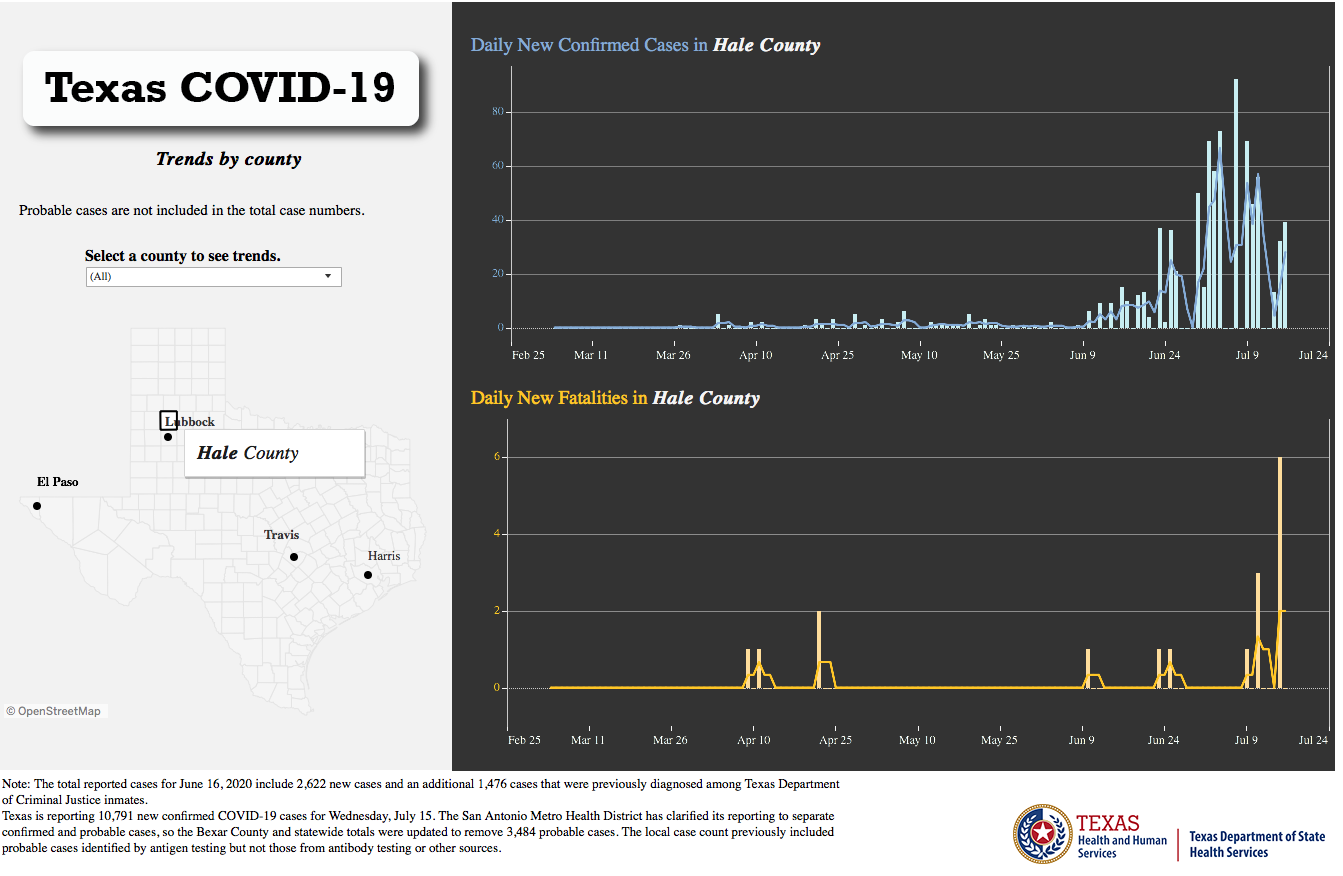 Texas COVID-19
Trends by county
Probable cases are not included in the total case numbers.
Select a county to see trends.
(All)
Lubbock
Hale County
El Paso
Travis
Harris
© OpenStreetMap
Daily New Confirmed Cases in Hale County
80
60
40
20
0
Feb 25 Mar 11 Mar 26 Apr 10 Apr 25 May 10 May 25 Jun 9 Jun 24 Jul 9 Jul 24
Daily New Fatalities in Hale County
6
4
2
0
Feb 25 Mar 11 Mar 26 Apr 10 Apr 25 May 10 May 25 Jun 9 Jun 24 Jul 9 Jul 24
Note: The total reported cases for June 16, 2020 include 2,622 new cases and an additional 1,476 cases that were previously diagnosed among Texas Department
of Criminal Justice inmates.
Texas is reporting 10,791 new confirmed COVID-19 cases for Wednesday, July 15. The San Antonio Metro Health District has clarified its reporting to separate
confirmed and probable cases, so the Bexar County and statewide totals were updated to remove 3,484 probable cases. The local case count previously included
probable cases identified by antigen testing but not those from antibody testing or other sources.
TEXAS
Health and Human
Services
Texas Department of State
Health Services